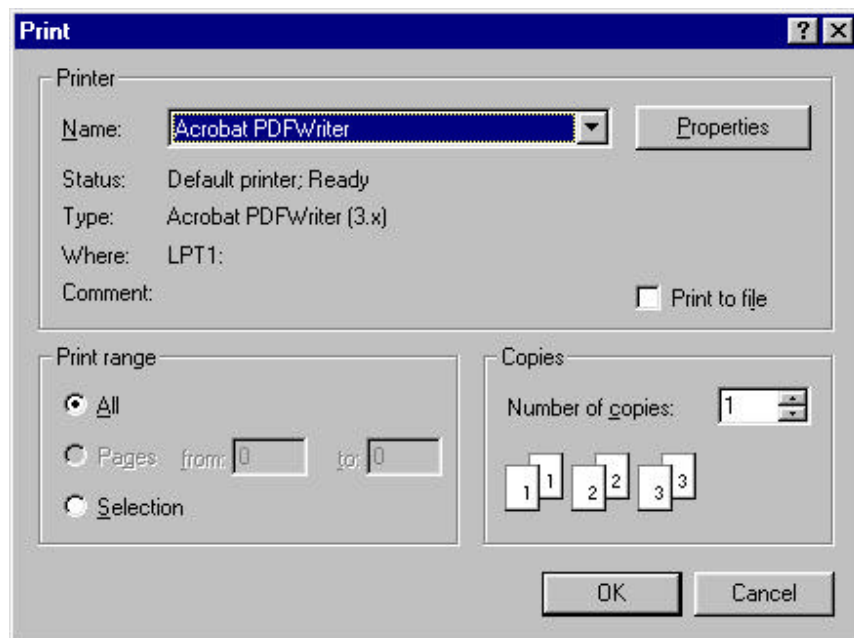 Print
Printer
Name: Acrobat PDFWriter Properties
Status: Default printer; Ready
Type: Acrobat PDFWriter (3.x)
Where: LPT1:
Comment: Print to file
Print range
All
Pages from: 0 to: 0
Selection
Copies
Number of copies: 1
1 1 2 2 3 3
OK Cancel